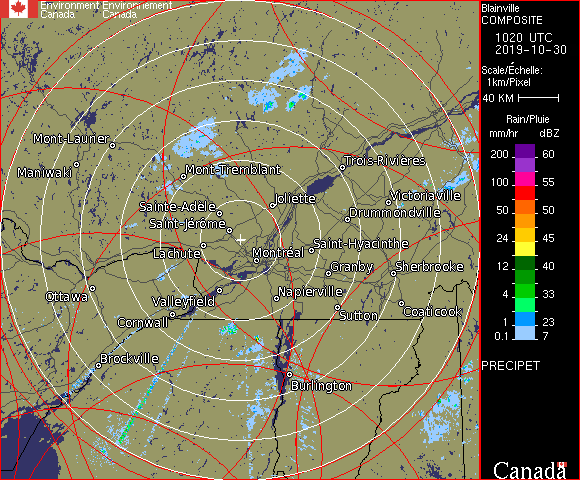 Environment Environnement
Canada Canada
Blainville
COMPOSITE
1020 UTC
2019-10-30
Scale/Échelle:
1km/Pixel
40 KM
Rain/Pluie
mm/hr dBZ
200 60
100 55
50 50
24 45
12 40
4 33
1 23
0.1 7
PRECIPET
Canada
Mont-Laurier
Maniwaki
Mont-Tremblant
Trois-Rivières
Joliette
Victoriaville
Sainte-Adèle
Drummondville
Saint-Jérôme
Lachute
Montréal
Saint-Hyacinthe
Granby
Sherbrooke
Ottawa
Valleyfield
Napierville
Cornwall
Sutton
Coaticook
Brockville
Burlington